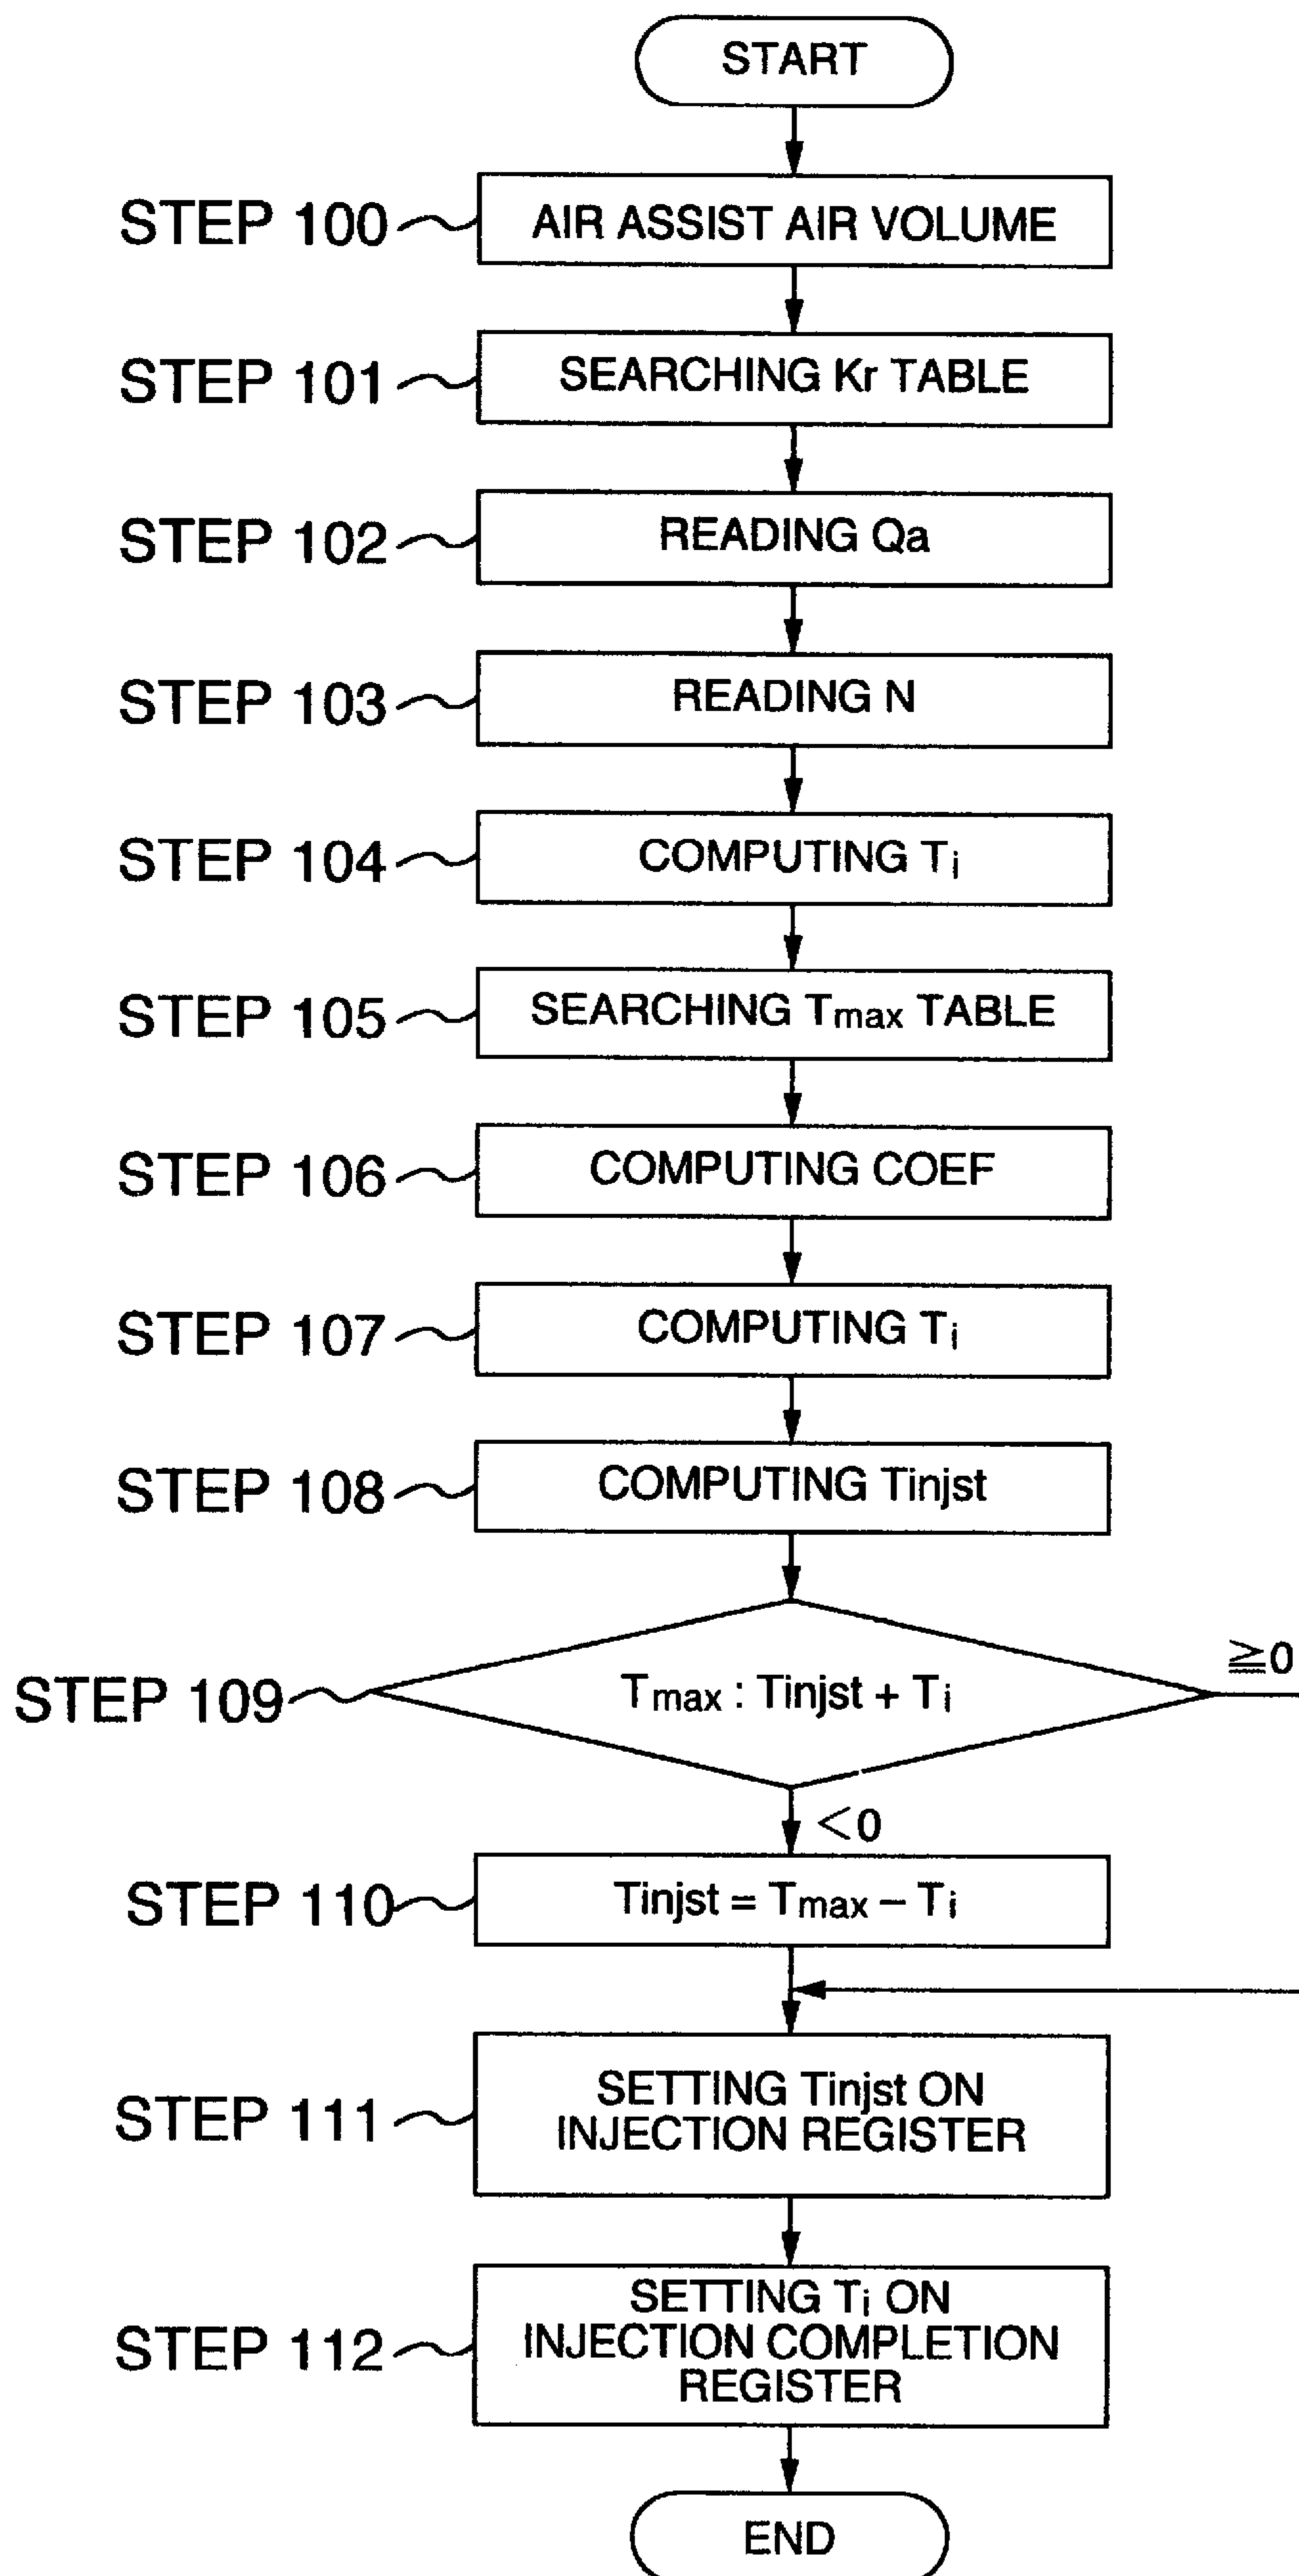 START
STEP 100
AIR ASSIST AIR VOLUME
STEP 101
SEARCHING Kr TABLE
STEP 102
READING Qa
STEP 103
READING N
STEP 104
COMPUTING Ti
STEP 105
SEARCHING Tmax TABLE
STEP 106
COMPUTING COEF
STEP 107
COMPUTING Ti
STEP 108
COMPUTING Tinjst
STEP 109
Tmax : Tinjst + Ti
≧0
<0
STEP 110
Tinjst = Tmax – Ti
STEP 111
SETTING Tinjst ON
INJECTION REGISTER
STEP 112
SETTING Ti ON
INJECTION COMPLETION
REGISTER
END